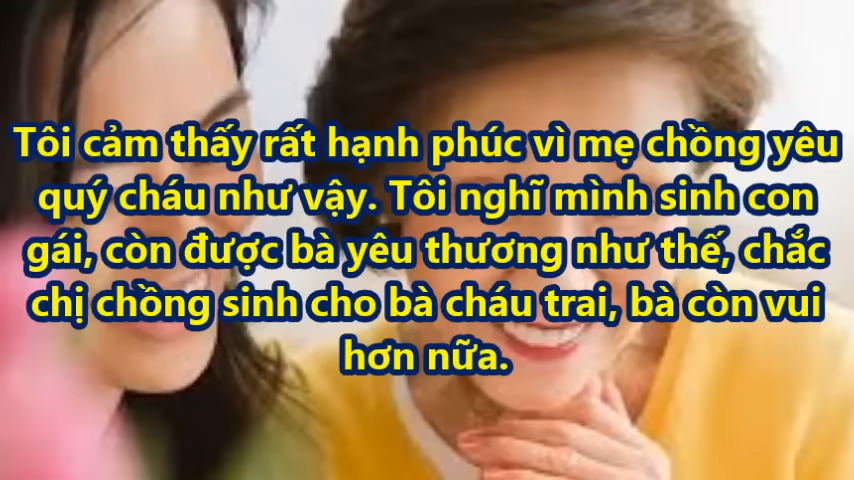 Tôi cảm thấy rất hạnh phúc vì mẹ chồng yêu
quý cháu như vậy. Tôi nghĩ mình sinh con
gái, còn được bà yêu thương như thế, chắc
chị chồng sinh cho bà cháu trai, bà còn vui
hơn nữa.